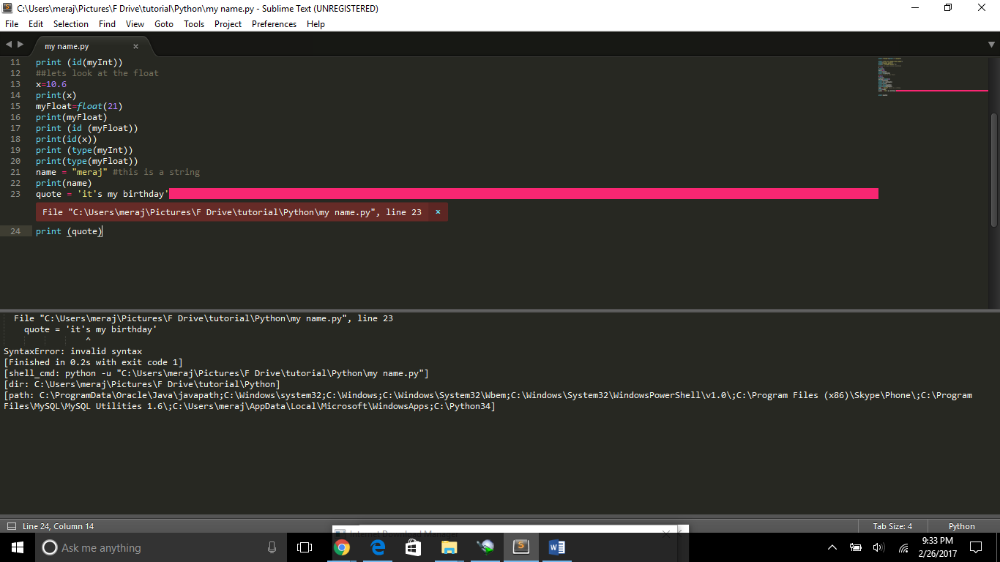 C:\Users\meraj\Pictures\F Drive\tutorial\Python\my name.py - Sublime Text (UNREGISTERED)
File Edit Selection Find View Goto Tools Project Preferences Help
my name.py
11 print (id(myInt))
12 ##lets look at the float
13 x=10.6
14 print(x)
15 myFloat=float(21)
16 print(myFloat)
17 print (id (myFloat))
18 print(id(x))
19 print (type(myInt))
20 print(type(myFloat))
21 name = "meraj" #this is a string
22 print(name)
23 quote = 'it's my birthday'
File "C:\Users\meraj\Pictures\F Drive\tutorial\Python\my name.py", line 23 ×
24 print (quote)
File "C:\Users\meraj\Pictures\F Drive\tutorial\Python\my name.py", line 23
quote = 'it's my birthday'
^
SyntaxError: invalid syntax
[Finished in 0.2s with exit code 1]
[shell_cmd: python -u "C:\Users\meraj\Pictures\F Drive\tutorial\Python\my name.py"]
[dir: C:\Users\meraj\Pictures\F Drive\tutorial\Python]
[path: C:\ProgramData\Oracle\Java\javapath;C:\Windows\system32;C:\Windows;C:\Windows\System32\Wbem;C:\Windows\System32\WindowsPowerShell\v1.0\;C:\Program Files (x86)\Skype\Phone\;C:\Program
Files\MySQL\MySQL Utilities 1.6\;C:\Users\meraj\AppData\Local\Microsoft\WindowsApps;C:\Python34]
Line 24, Column 14 Tab Size: 4 Python
Internet Download Manager
Ask me anything
9:33 PM
2/26/2017